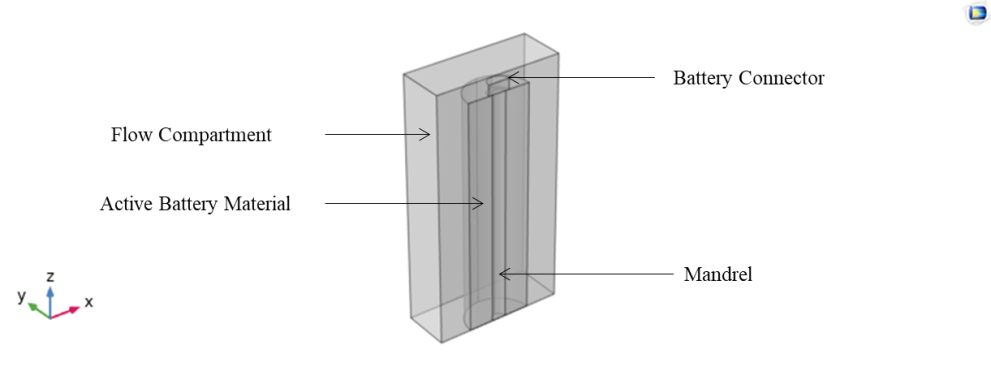 Battery Connector
Flow Compartment
Active Battery Material
Mandrel
z
y
x